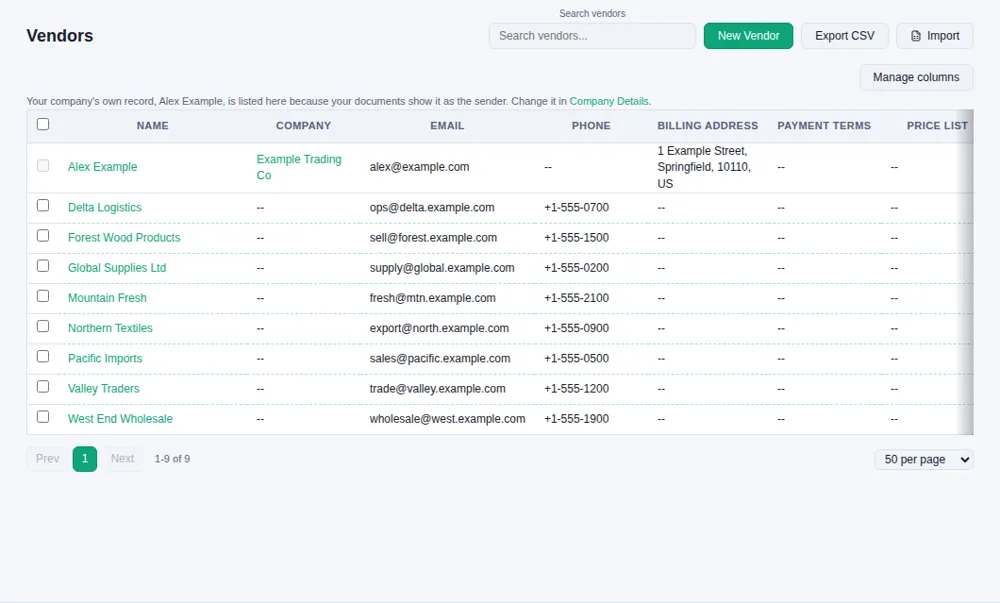 Search vendors
Vendors
Search vendors...
New Vendor
Export CSV
Import
Manage columns
Your company's own record, Alex Example, is listed here because your documents show it as the sender. Change it in Company Details.
NAME COMPANY EMAIL PHONE BILLING ADDRESS PAYMENT TERMS PRICE LIST
Alex Example Example Trading Co alex@example.com -- 1 Example Street, Springfield, 10110, US -- --
Delta Logistics -- ops@delta.example.com +1-555-0700 -- -- --
Forest Wood Products -- sell@forest.example.com +1-555-1500 -- -- --
Global Supplies Ltd -- supply@global.example.com +1-555-0200 -- -- --
Mountain Fresh -- fresh@mtn.example.com +1-555-2100 -- -- --
Northern Textiles -- export@north.example.com +1-555-0900 -- -- --
Pacific Imports -- sales@pacific.example.com +1-555-0500 -- -- --
Valley Traders -- trade@valley.example.com +1-555-1200 -- -- --
West End Wholesale -- wholesale@west.example.com +1-555-1900 -- -- --
Prev 1 Next 1-9 of 9
50 per page